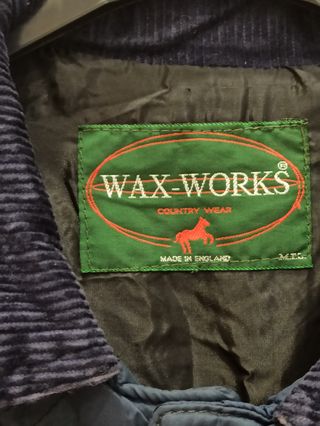 WAX-WORKS®
COUNTRY WEAR
MADE IN ENGLAND M.T.L.